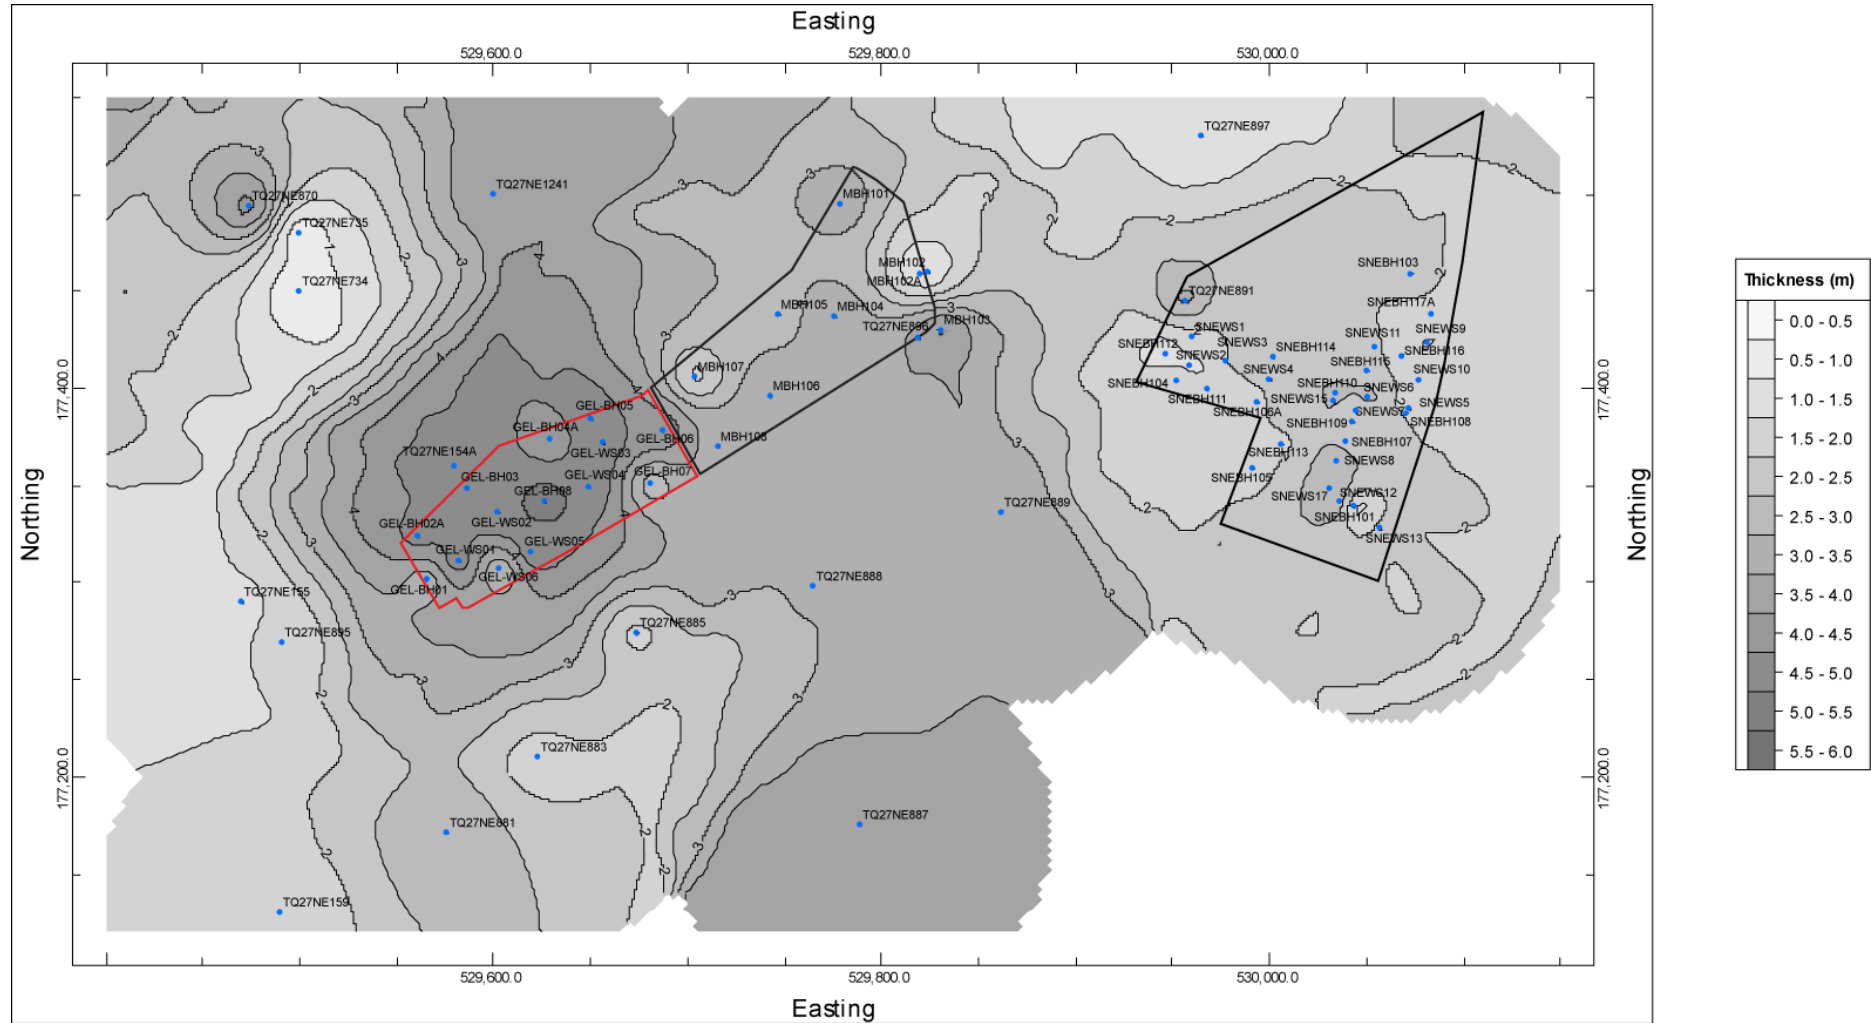 Easting
529,600.0 529,800.0 530,000.0
TQ27NE897
TQ27NE1241
TQ27NE870
MBH101
TQ27NE735
MBH102
SNEBH103
MBH102A
TQ27NE734
TQ27NE891
SNEBH117A
MBH105
MBH104
TQ27NE896
MBH103
SNEWS1
SNEWS11
SNEWS9
SNEBH112
SNEWS3
SNEBH114
SNEBH116
SNEWS2
MBH107
SNEWS4
SNEBH115
SNEWS10
SNEBH104
SNEBH110
SNEWS6
MBH106
SNEBH111
SNEWS15
GEL-BH05
SNEBH106A
SNEWS7
SNEWS5
GEL-BH04A
SNEBH109
SNEBH108
GEL-BH06
MBH108
TQ27NE154A
GEL-WS03
SNEBH113
SNEBH107
SNEWS8
GEL-BH03
GEL-WS04
GEL-BH07
SNEBH105
GEL-BH08
SNEWS17
SNEWS12
TQ27NE889
GEL-BH02A
GEL-WS02
SNEBH101
GEL-WS05
SNEWS13
GEL-WS01
GEL-WS06
GEL-BH01
TQ27NE888
TQ27NE155
TQ27NE895
TQ27NE885
TQ27NE883
TQ27NE881
TQ27NE887
TQ27NE159
177,400.0
177,200.0
Northing
177,400.0
177,200.0
Northing
529,600.0 529,800.0 530,000.0
Easting
Thickness (m)
0.0 - 0.5
0.5 - 1.0
1.0 - 1.5
1.5 - 2.0
2.0 - 2.5
2.5 - 3.0
3.0 - 3.5
3.5 - 4.0
4.0 - 4.5
4.5 - 5.0
5.0 - 5.5
5.5 - 6.0